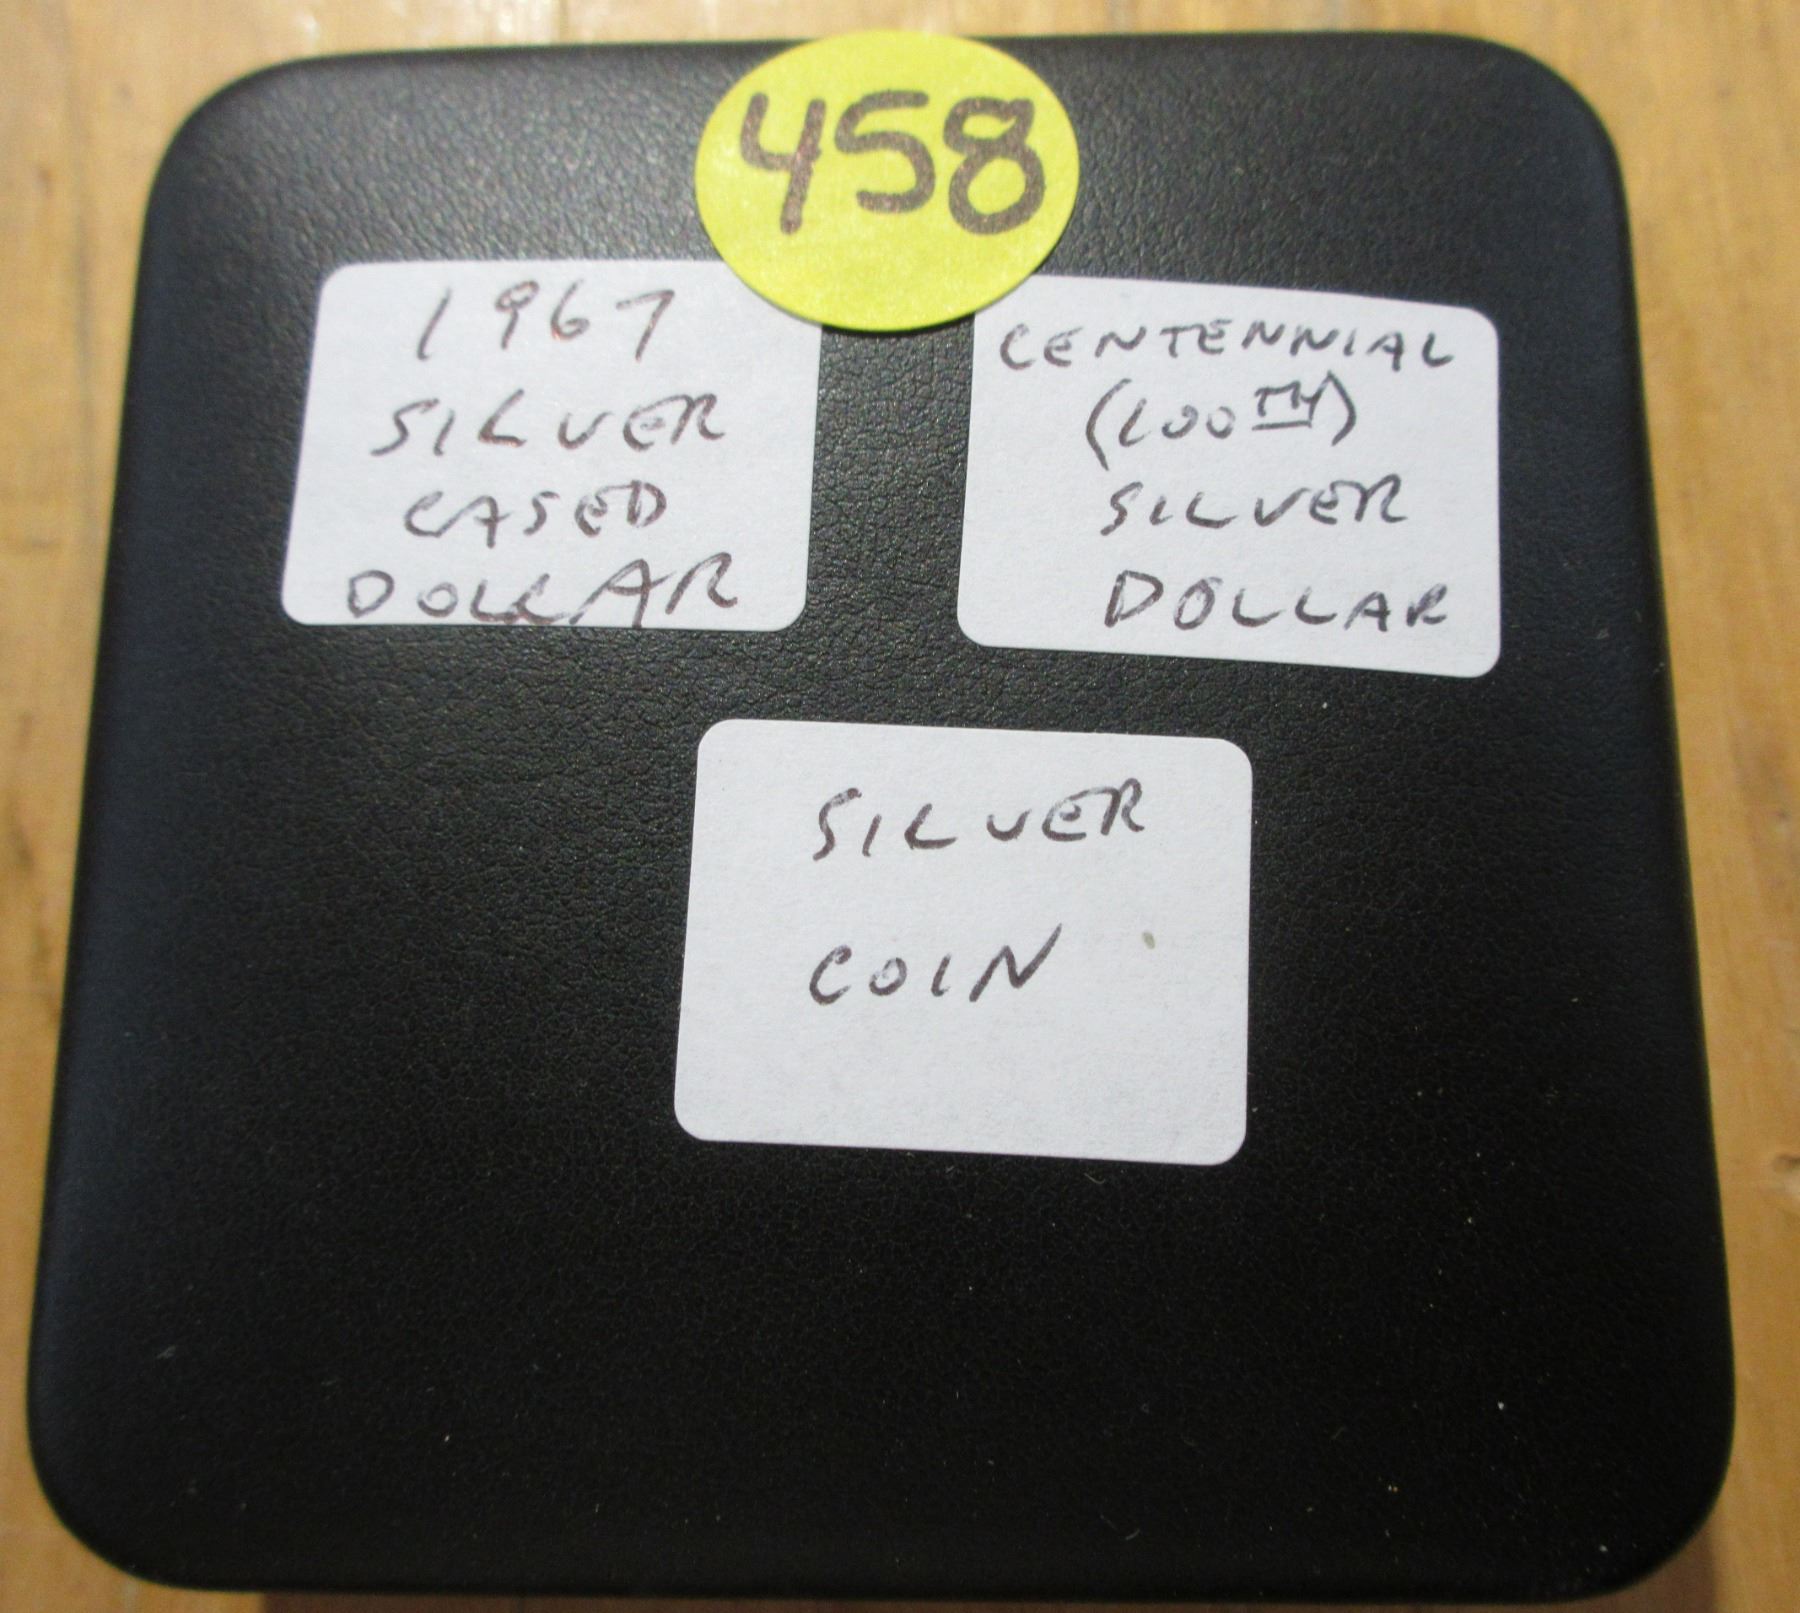 458
1967
SILVER
CASED
DOLLAR
CENTENNIAL
(100TH)
SILVER
DOLLAR
SILVER
COIN